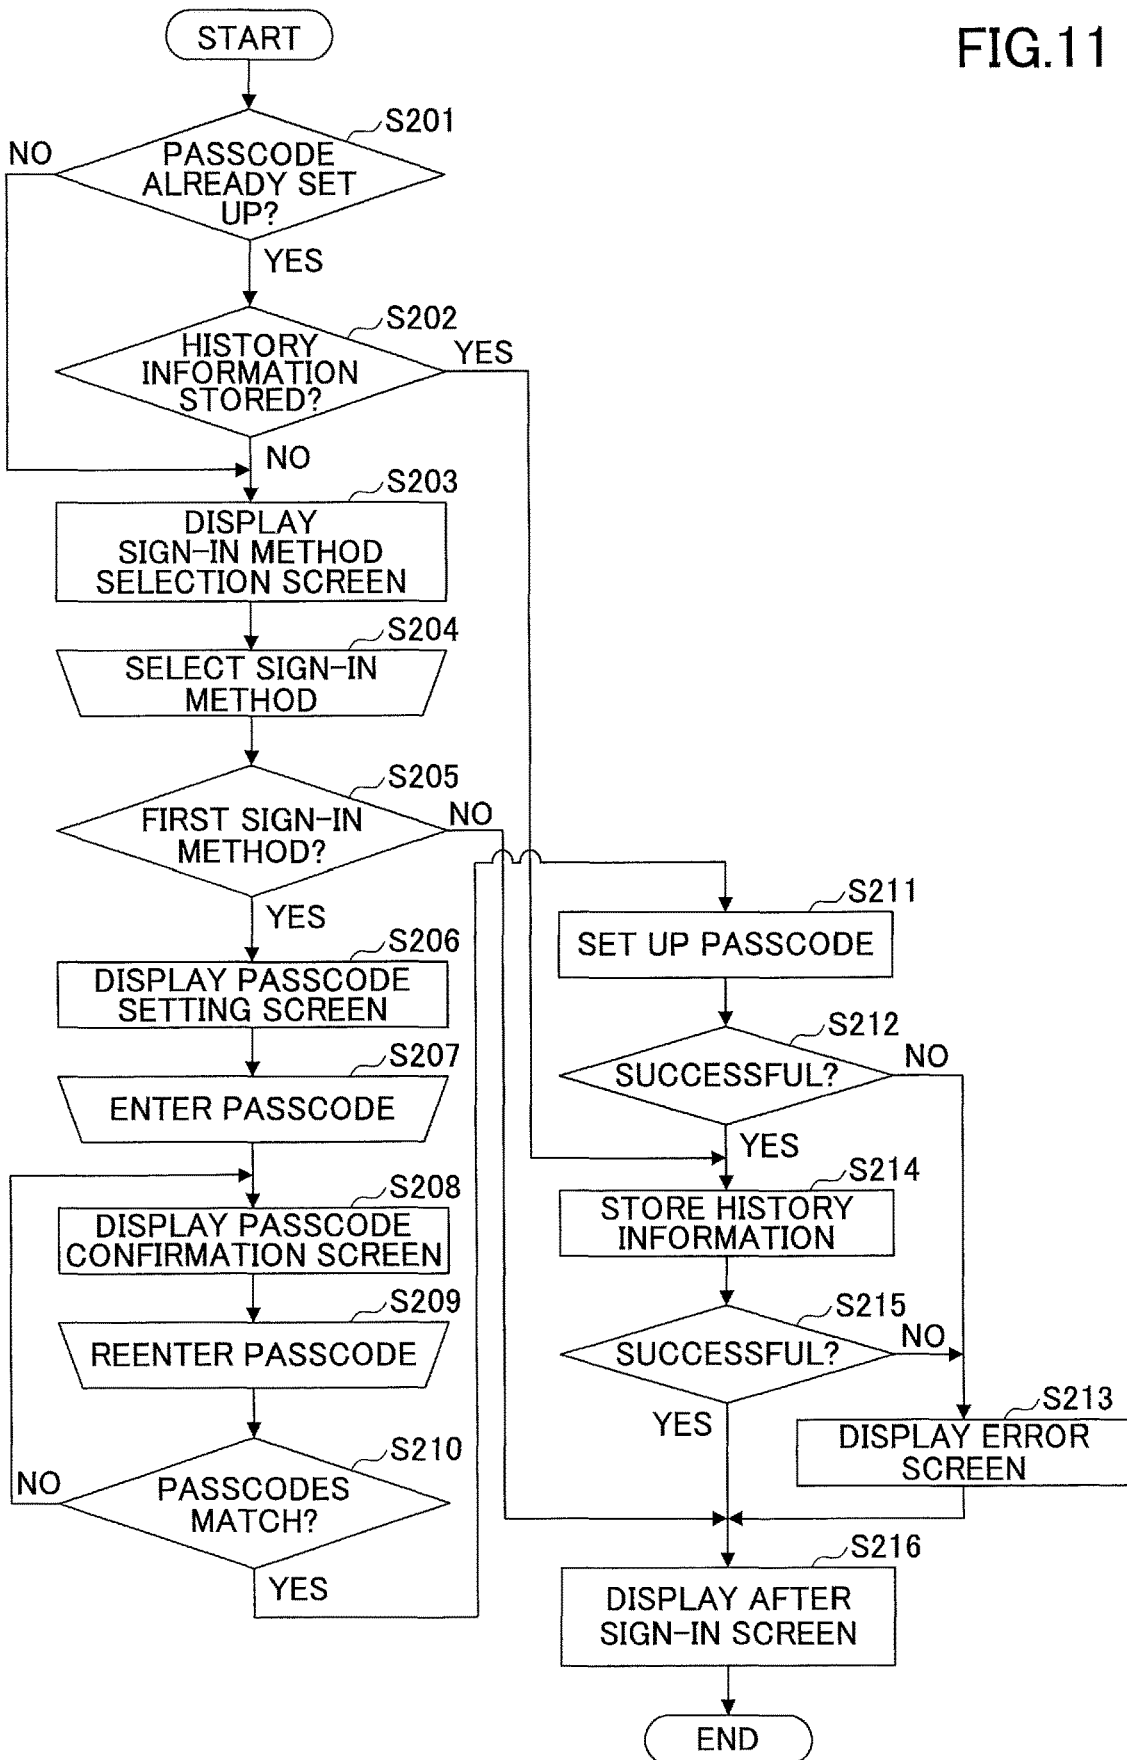 FIG.11
START
S201
NO
PASSCODE
ALREADY SET
UP?
YES
S202
HISTORY
INFORMATION
STORED?
YES
NO
S203
DISPLAY
SIGN-IN METHOD
SELECTION SCREEN
S204
SELECT SIGN-IN
METHOD
S205
FIRST SIGN-IN
METHOD?
NO
YES
S206
DISPLAY PASSCODE
SETTING SCREEN
S207
ENTER PASSCODE
S208
DISPLAY PASSCODE
CONFIRMATION SCREEN
S209
REENTER PASSCODE
S210
NO
PASSCODES
MATCH?
YES
S211
SET UP PASSCODE
S212
SUCCESSFUL?
NO
YES
S214
STORE HISTORY
INFORMATION
S215
SUCCESSFUL?
NO
YES
S213
DISPLAY ERROR
SCREEN
S216
DISPLAY AFTER
SIGN-IN SCREEN
END